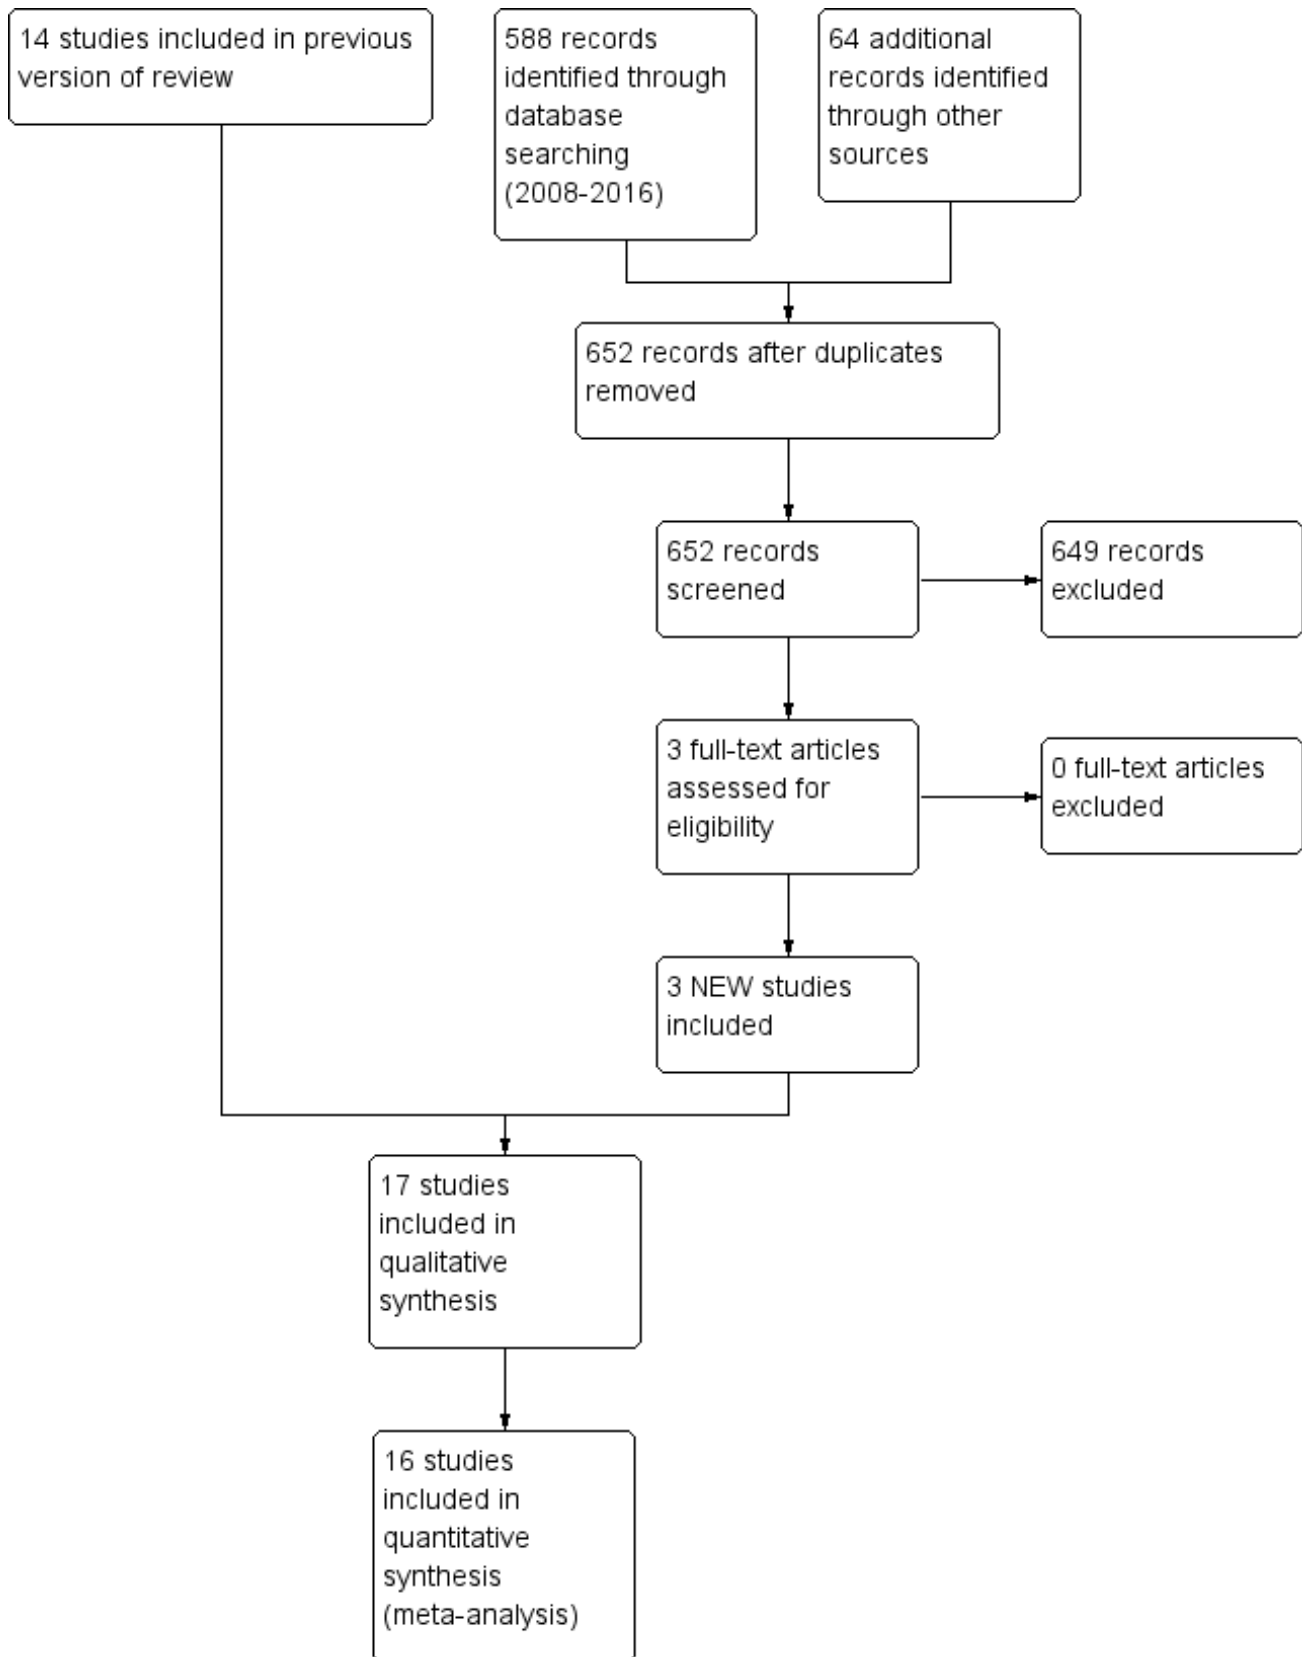 14 studies included in previous
version of review
588 records
identified through
database
searching
(2008-2016)
64 additional
records identified
through other
sources
652 records after duplicates
removed
652 records
screened
649 records
excluded
3 full-text articles
assessed for
eligibility
0 full-text articles
excluded
3 NEW studies
included
17 studies
included in
qualitative
synthesis
16 studies
included in
quantitative
synthesis
(meta-analysis)